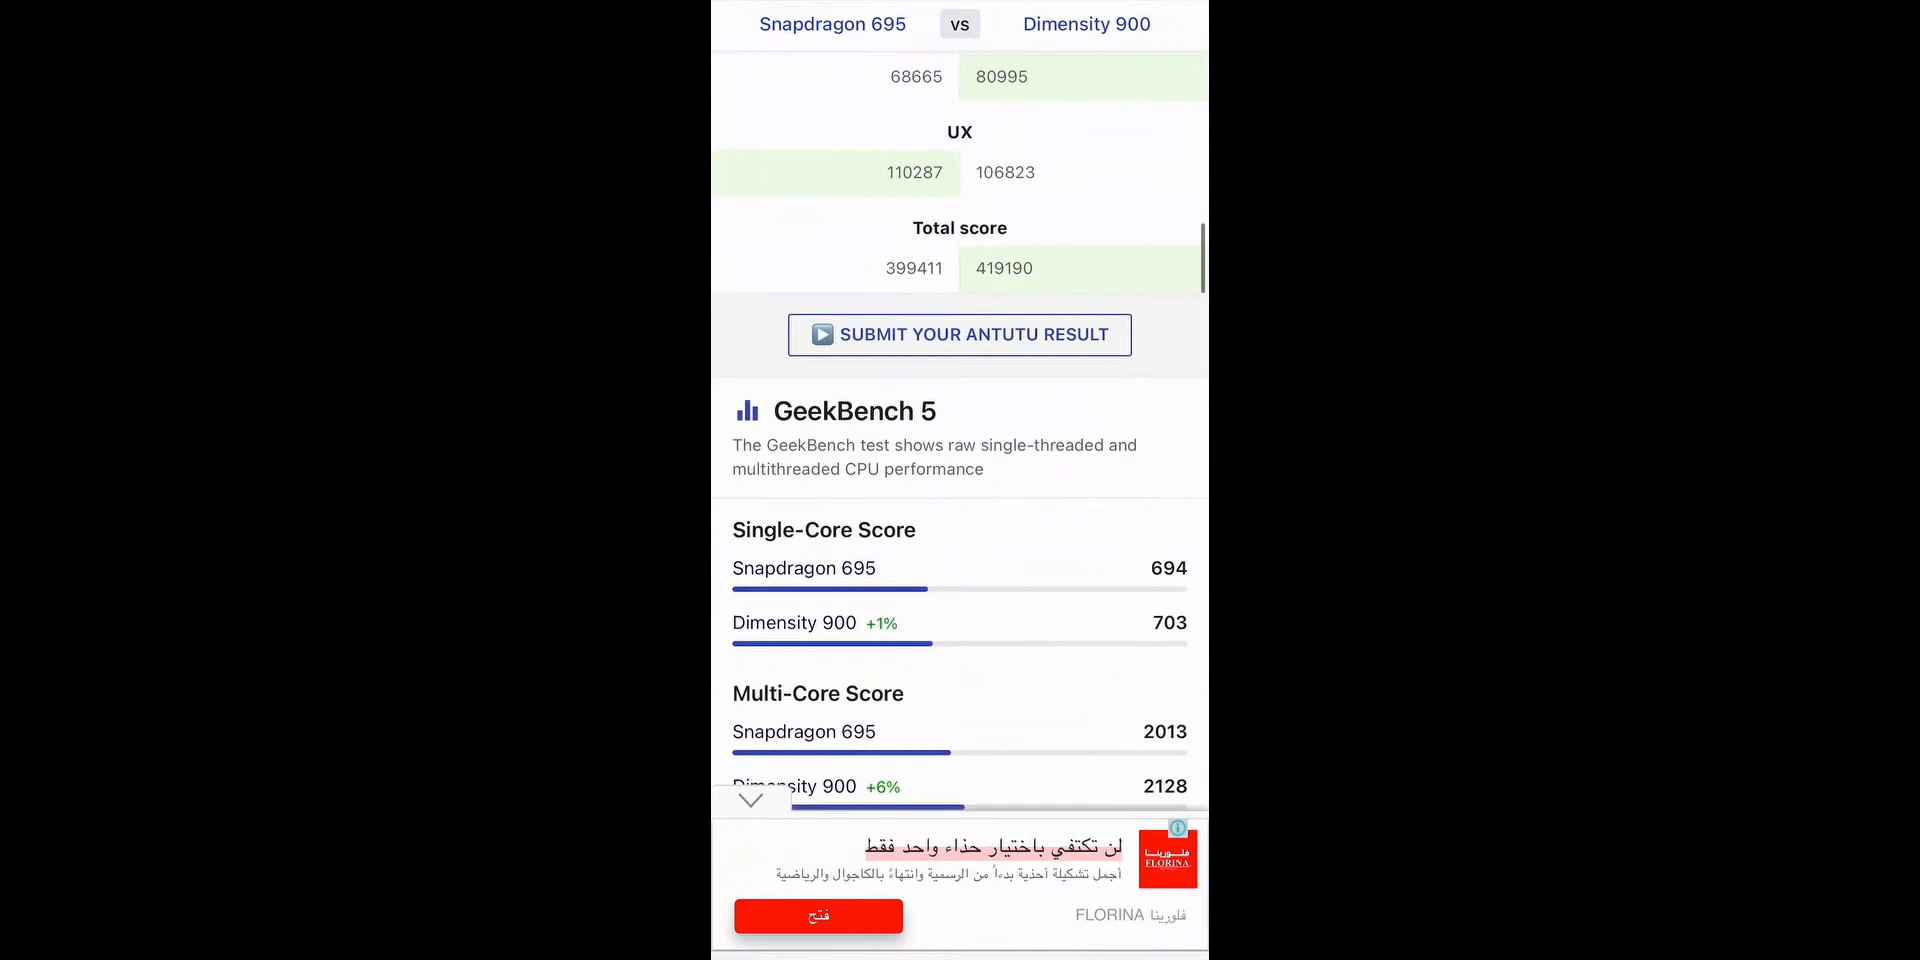 Snapdragon 695 vs Dimensity 900
68665 80995
UX
110287 106823
Total score
399411 419190
SUBMIT YOUR ANTUTU RESULT
GeekBench 5
The GeekBench test shows raw single-threaded and
multithreaded CPU performance
Single-Core Score
Snapdragon 695 694
Dimensity 900 +1% 703
Multi-Core Score
Snapdragon 695 2013
Dimensity 900 +6% 2128
لن تكتفي باختيار حذاء واحد فقط
أجمل تشكيلة أحذية بدءاً من الرسمية وانتهاءً بالكاجوال والرياضية
فلورينا
FLORINA
فتح
فلورينا FLORINA